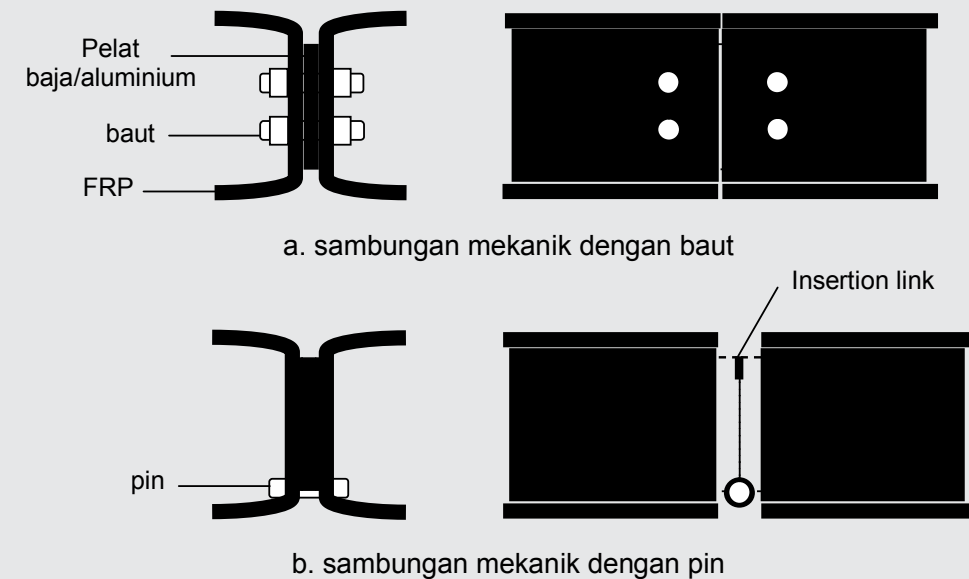 Pelat
baja/aluminium
baut
FRP
a. sambungan mekanik dengan baut
Insertion link
pin
b. sambungan mekanik dengan pin